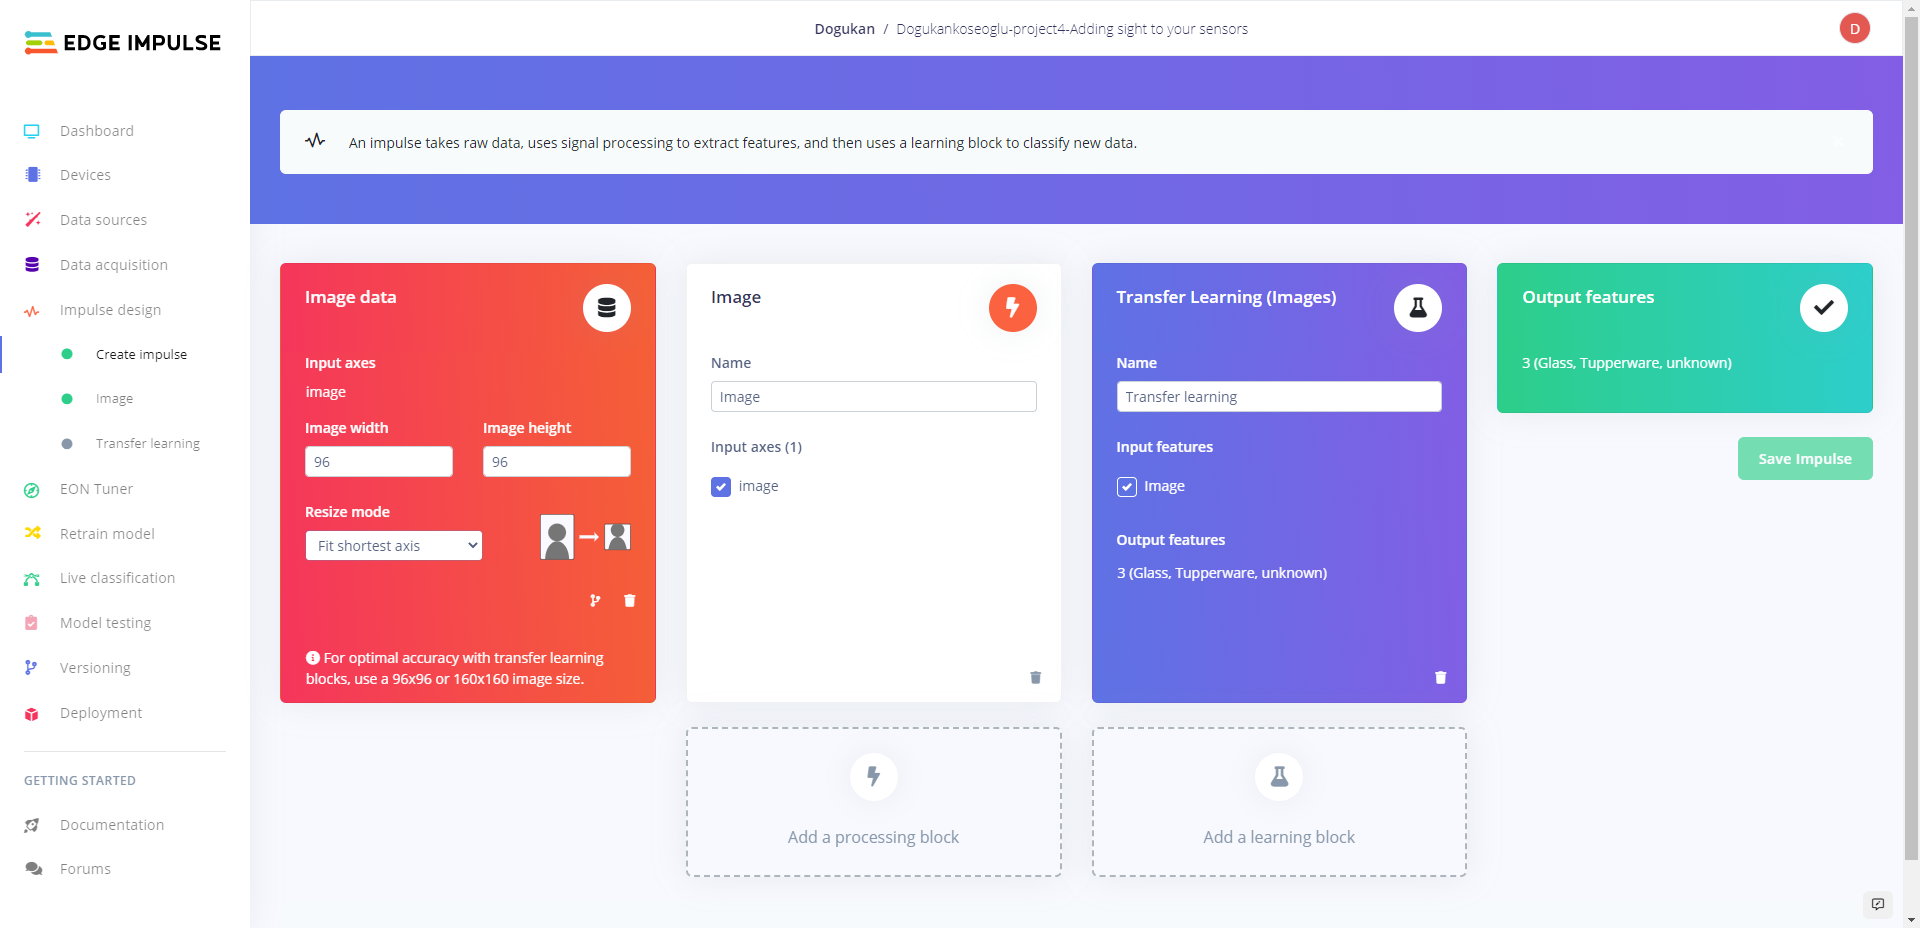 EDGE IMPULSE
Dogukan / Dogukankoseoglu-project4-Adding sight to your sensors
D
Dashboard
Devices
Data sources
Data acquisition
Impulse design
Create impulse
Image
Transfer learning
EON Tuner
Retrain model
Live classification
Model testing
Versioning
Deployment
GETTING STARTED
Documentation
Forums
An impulse takes raw data, uses signal processing to extract features, and then uses a learning block to classify new data.
Image data
Input axes
image
Image width
Image height
96
96
Resize mode
Fit shortest axis
For optimal accuracy with transfer learning
blocks, use a 96x96 or 160x160 image size.
Image
Name
Image
Input axes (1)
image
Add a processing block
Transfer Learning (Images)
Name
Transfer learning
Input features
Image
Output features
3 (Glass, Tupperware, unknown)
Add a learning block
Output features
3 (Glass, Tupperware, unknown)
Save Impulse